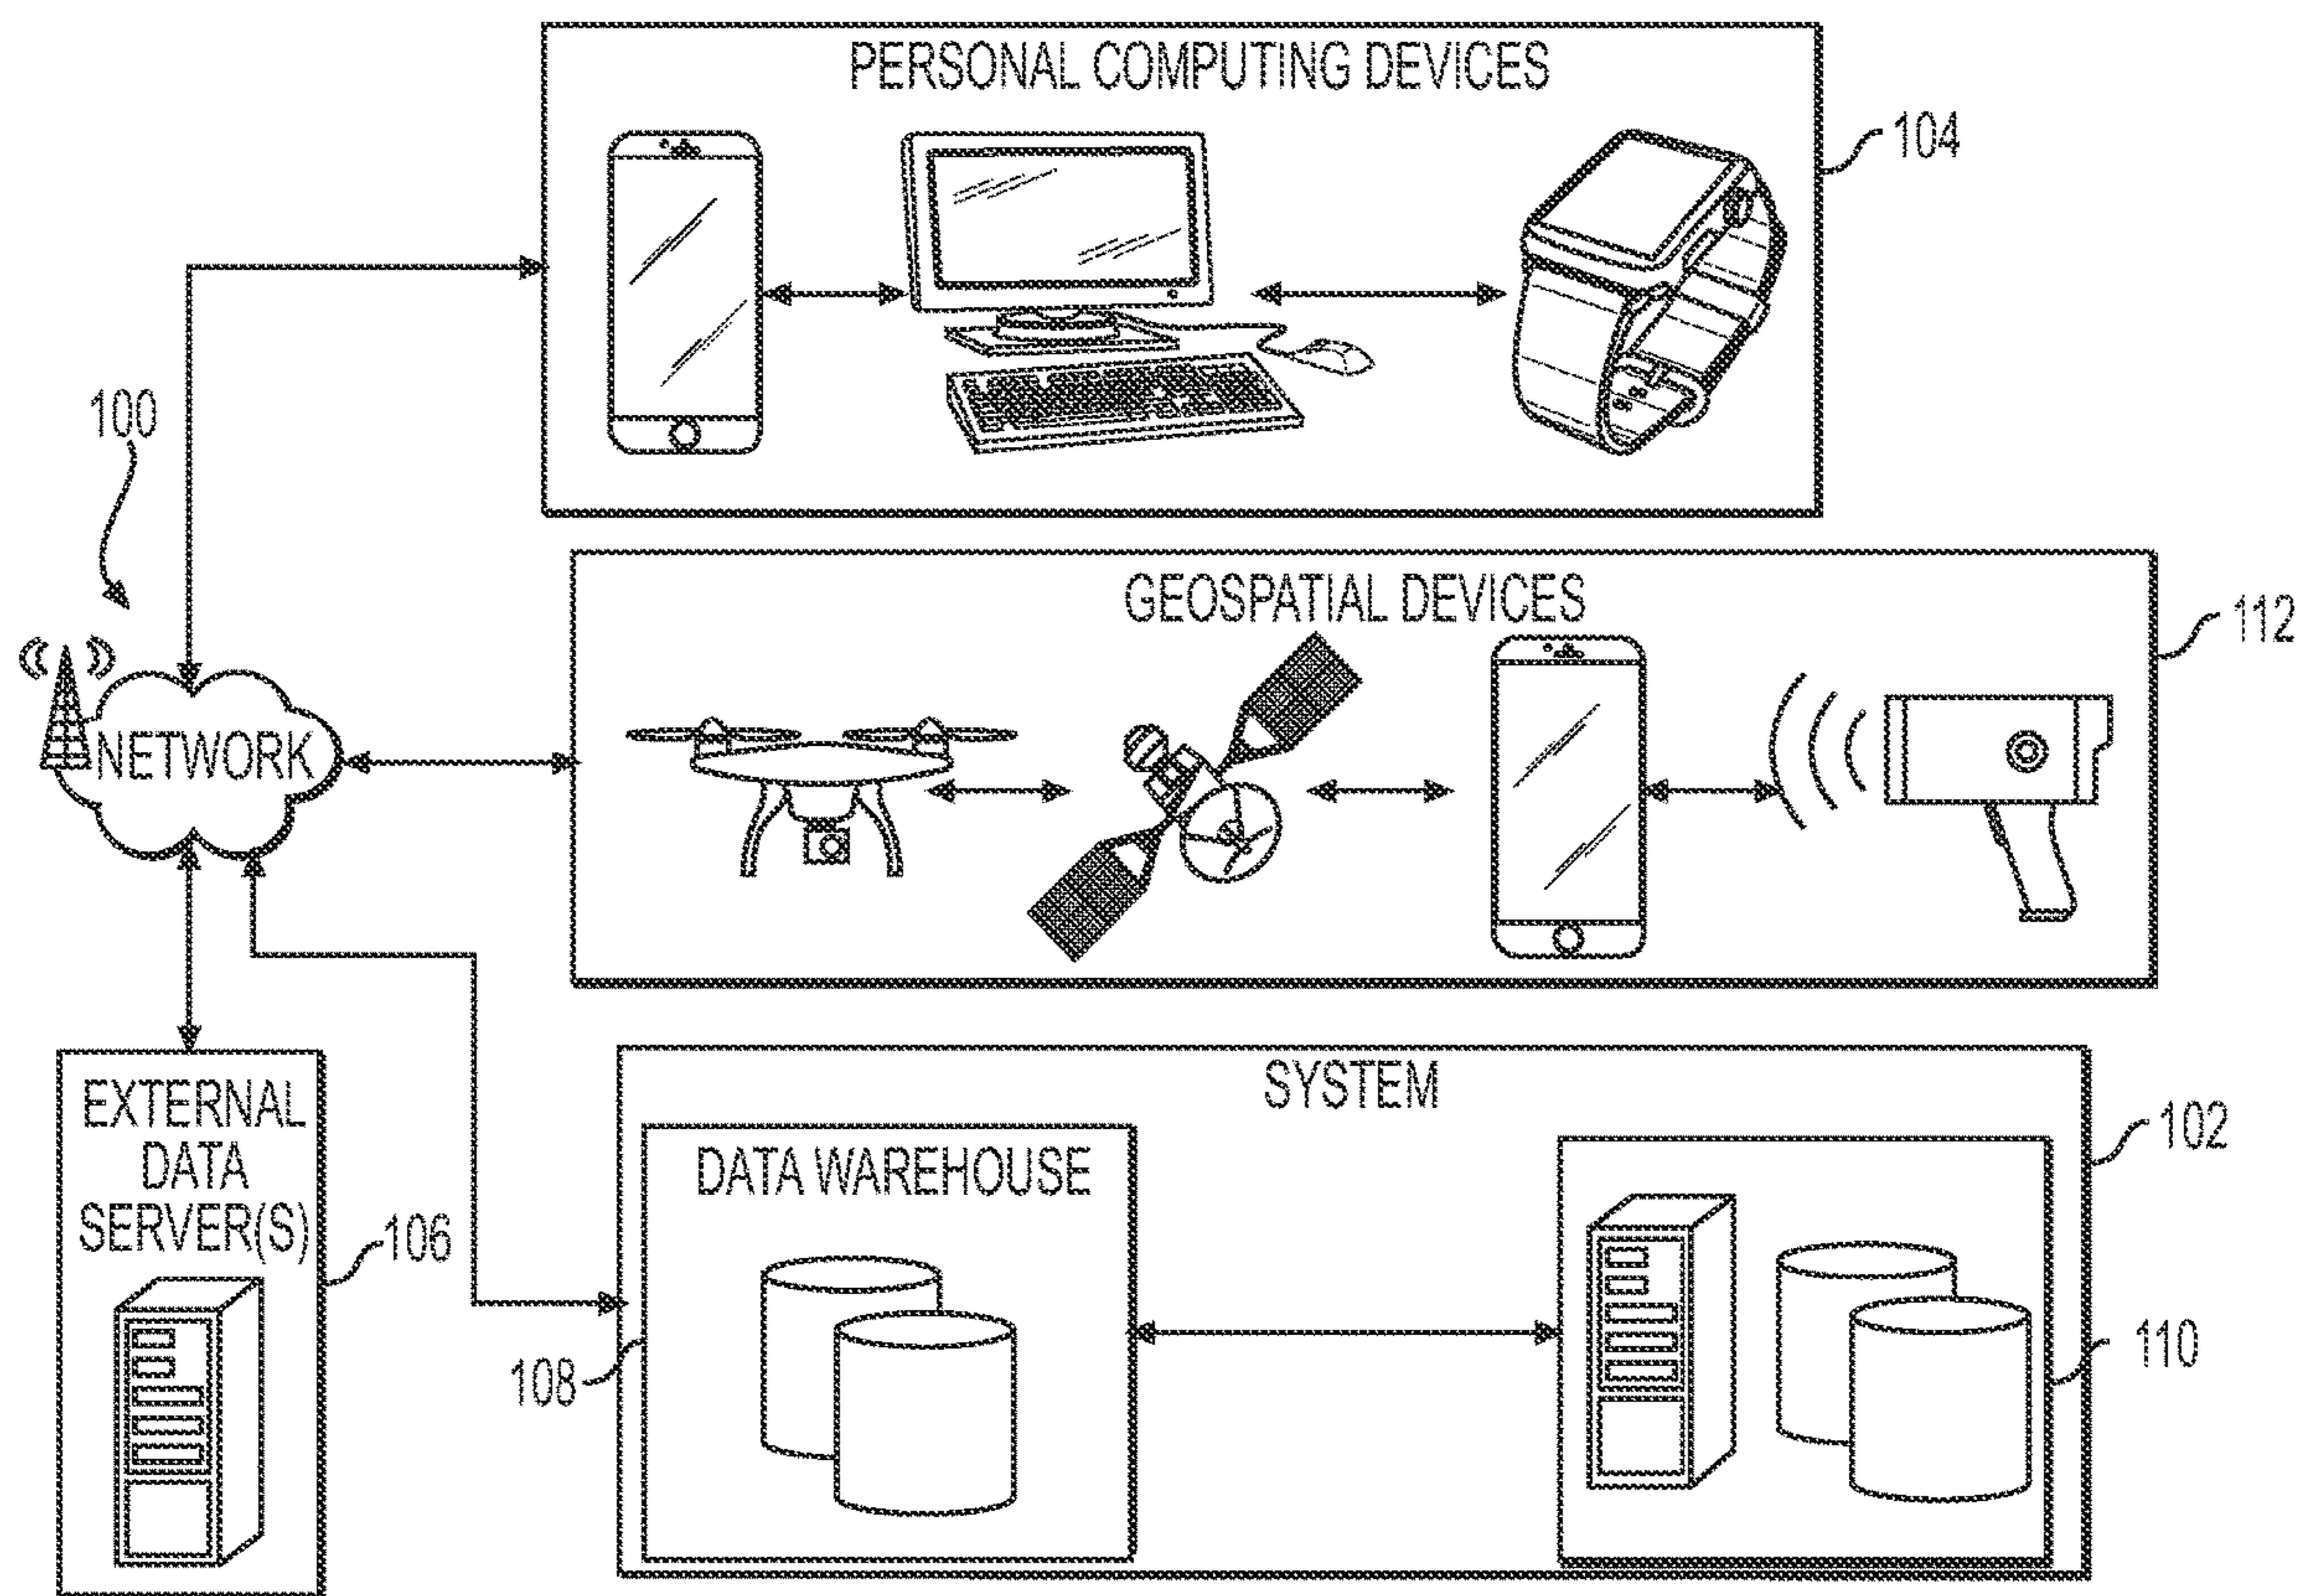 PERSONAL COMPUTING DEVICES
104
100
GEOSPATIAL DEVICES
112
NETWORK
EXTERNAL
DATA
SERVER(S)
106
SYSTEM
102
DATA WAREHOUSE
108
110